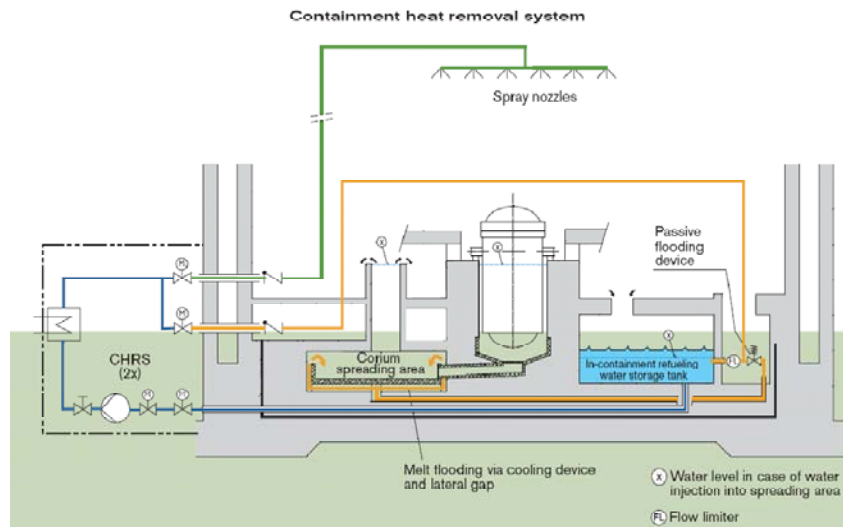 Containment heat removal system
Spray nozzles
Passive
flooding
device
x
x
M
M
x
CHRS
(2x)
Corium
spreading area
In-containment refueling
water storage tank
FL
M
M
Melt flooding via cooling device
and lateral gap
x Water level in case of water
injection into spreading area
FL Flow limiter